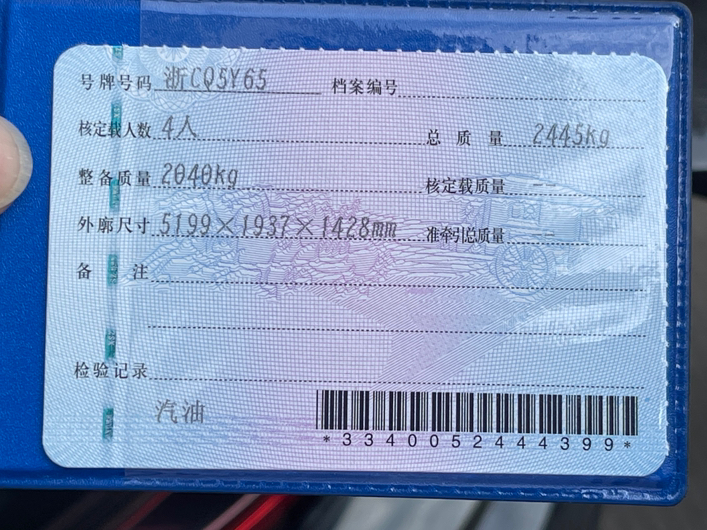 号牌号码 浙CQ5Y65 档案编号
核定载人数 4人 总质量 2445kg
整备质量 2040kg 核定载质量 --
外廓尺寸 5199×1937×1428mm 准牵引总质量 --
备注
检验记录
汽油
*3340052444399*